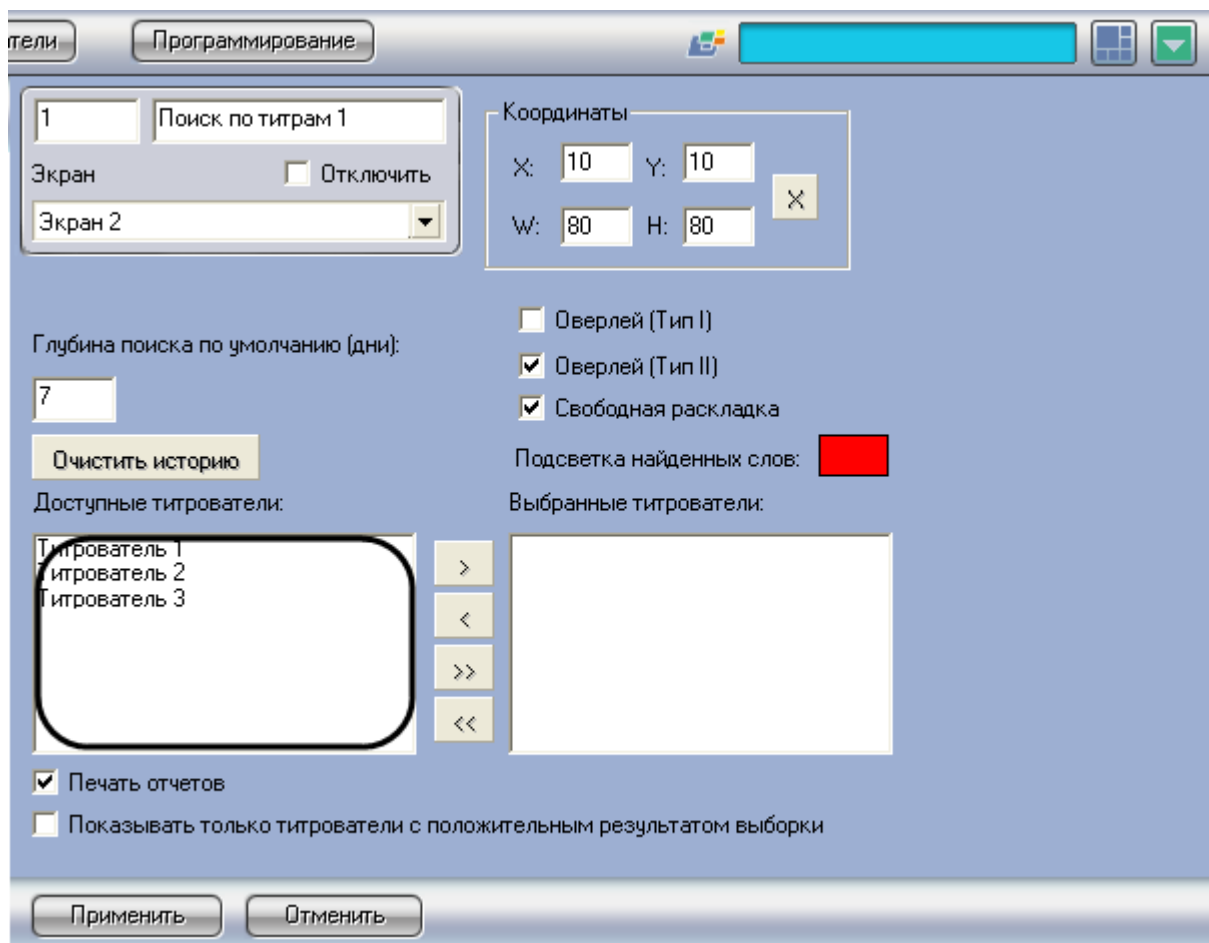 тели Программирование
1 Поиск по титрам 1
Экран Отключить
Экран 2
Координаты
X: 10 Y: 10
X
W: 80 H: 80
Глубина поиска по умолчанию (дни):
7
Очистить историю
Оверлей (Тип I)
Оверлей (Тип II)
Свободная раскладка
Подсветка найденных слов:
Доступные титрователи: Выбранные титрователи:
Титрователь 1
Титрователь 2
Титрователь 3
>
<
>>
<<
Печать отчетов
Показывать только титрователи с положительным результатом выборки
Применить Отменить